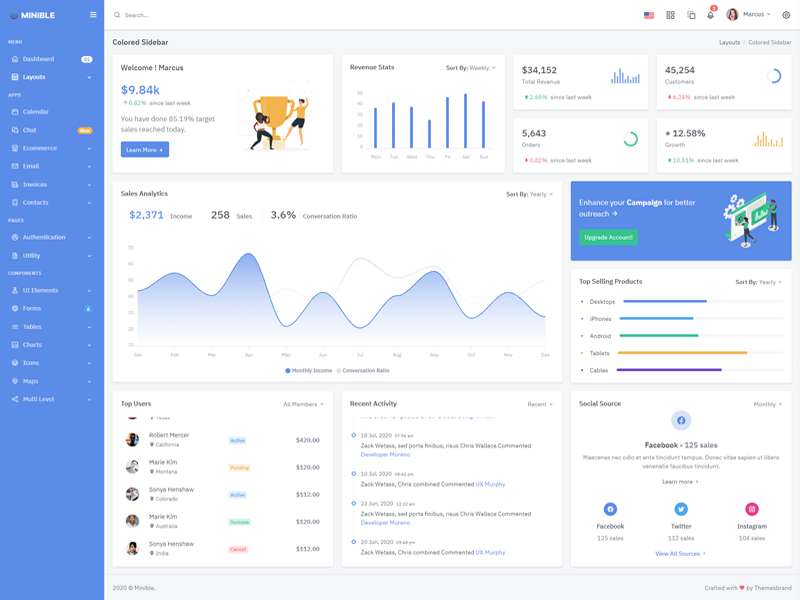 MINIBLE
Search...
3
Marcus
MENU
Dashboard
01
Layouts
APPS
Calendar
Chat
New
Ecommerce
Email
Invoices
Contacts
PAGES
Authentication
Utility
COMPONENTS
UI Elements
Forms
6
Tables
Charts
Icons
Maps
Multi Level
Colored Sidebar
Layouts / Colored Sidebar
Welcome ! Marcus
$9.84k
0.82% since last week
You have done 85.19% target
sales reached today.
Learn More
Revenue Stats
Sort By: Weekly
50
40
30
20
10
0
Mon Tue Wed Thu Fri Sat Sun
$34,152
Total Revenue
2.65% since last week
45,254
Customers
6.24% since last week
5,643
Orders
0.82% since last week
+ 12.58%
Growth
10.51% since last week
Sales Analytics
Sort By: Yearly
$2,371 Income
258 Sales
3.6% Conversation Ratio
70
60
50
40
30
20
10
Jan Feb Mar Apr May Jun Jul Aug Sep Oct Nov Dec
Monthly Income Conversation Ratio
Enhance your Campaign for better
outreach →
Upgrade Account!
Top Selling Products
Sort By: Yearly
Desktops
iPhones
Android
Tablets
Cables
Top Users
All Members
Texas
Robert Mercer
California
Active
$420.00
Marie Kim
Montana
Pending
$120.00
Sonya Henshaw
Colorado
Active
$112.00
Marie Kim
Australia
Success
$120.00
Sonya Henshaw
India
Cancel
$112.00
Recent Activity
Recent
18 Jul, 2020 07:56 am
Zack Wetass, sed porta finibus, risus Chris Wallace Commented
Developer Moreno
10 Jul, 2020 08:42 pm
Zack Wetass, Chris combined Commented UX Murphy
23 Jun, 2020 12:22 am
Zack Wetass, sed porta finibus, risus Chris Wallace Commented
Developer Moreno
20 Jun, 2020 09:48 pm
Zack Wetass, Chris combined Commented UX Murphy
Social Source
Monthly
Facebook - 125 sales
Maecenas nec odio et ante tincidunt tempus. Donec vitae sapien ut libero
venenatis faucibus tincidunt.
Learn more
Facebook
125 sales
Twitter
112 sales
Instagram
104 sales
View All Sources
2020 © Minible.
Crafted with ❤ by Themesbrand